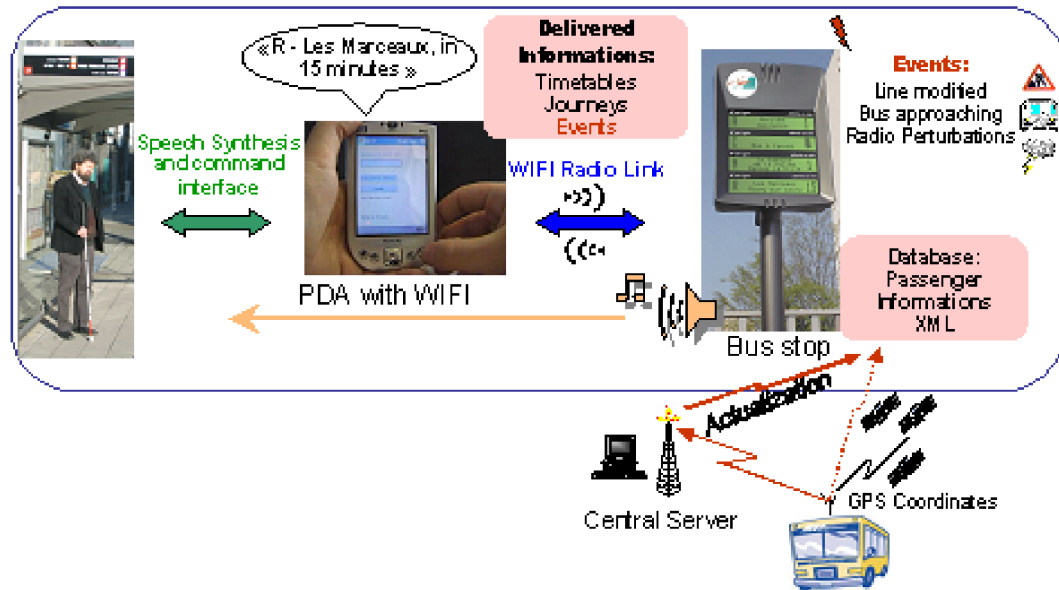 « R - Les Marceaux, in
15 minutes »
Delivered
Informations:
Timetables
Journeys
Events
Events:
Line modified
Bus approaching
Radio Perturbations
Speech Synthesis
and command
interface
WIFI Radio Link
PDA with WIFI
Database:
Passenger
Informations
XML
Bus stop
Actualization
Central Server
GPS Coordinates